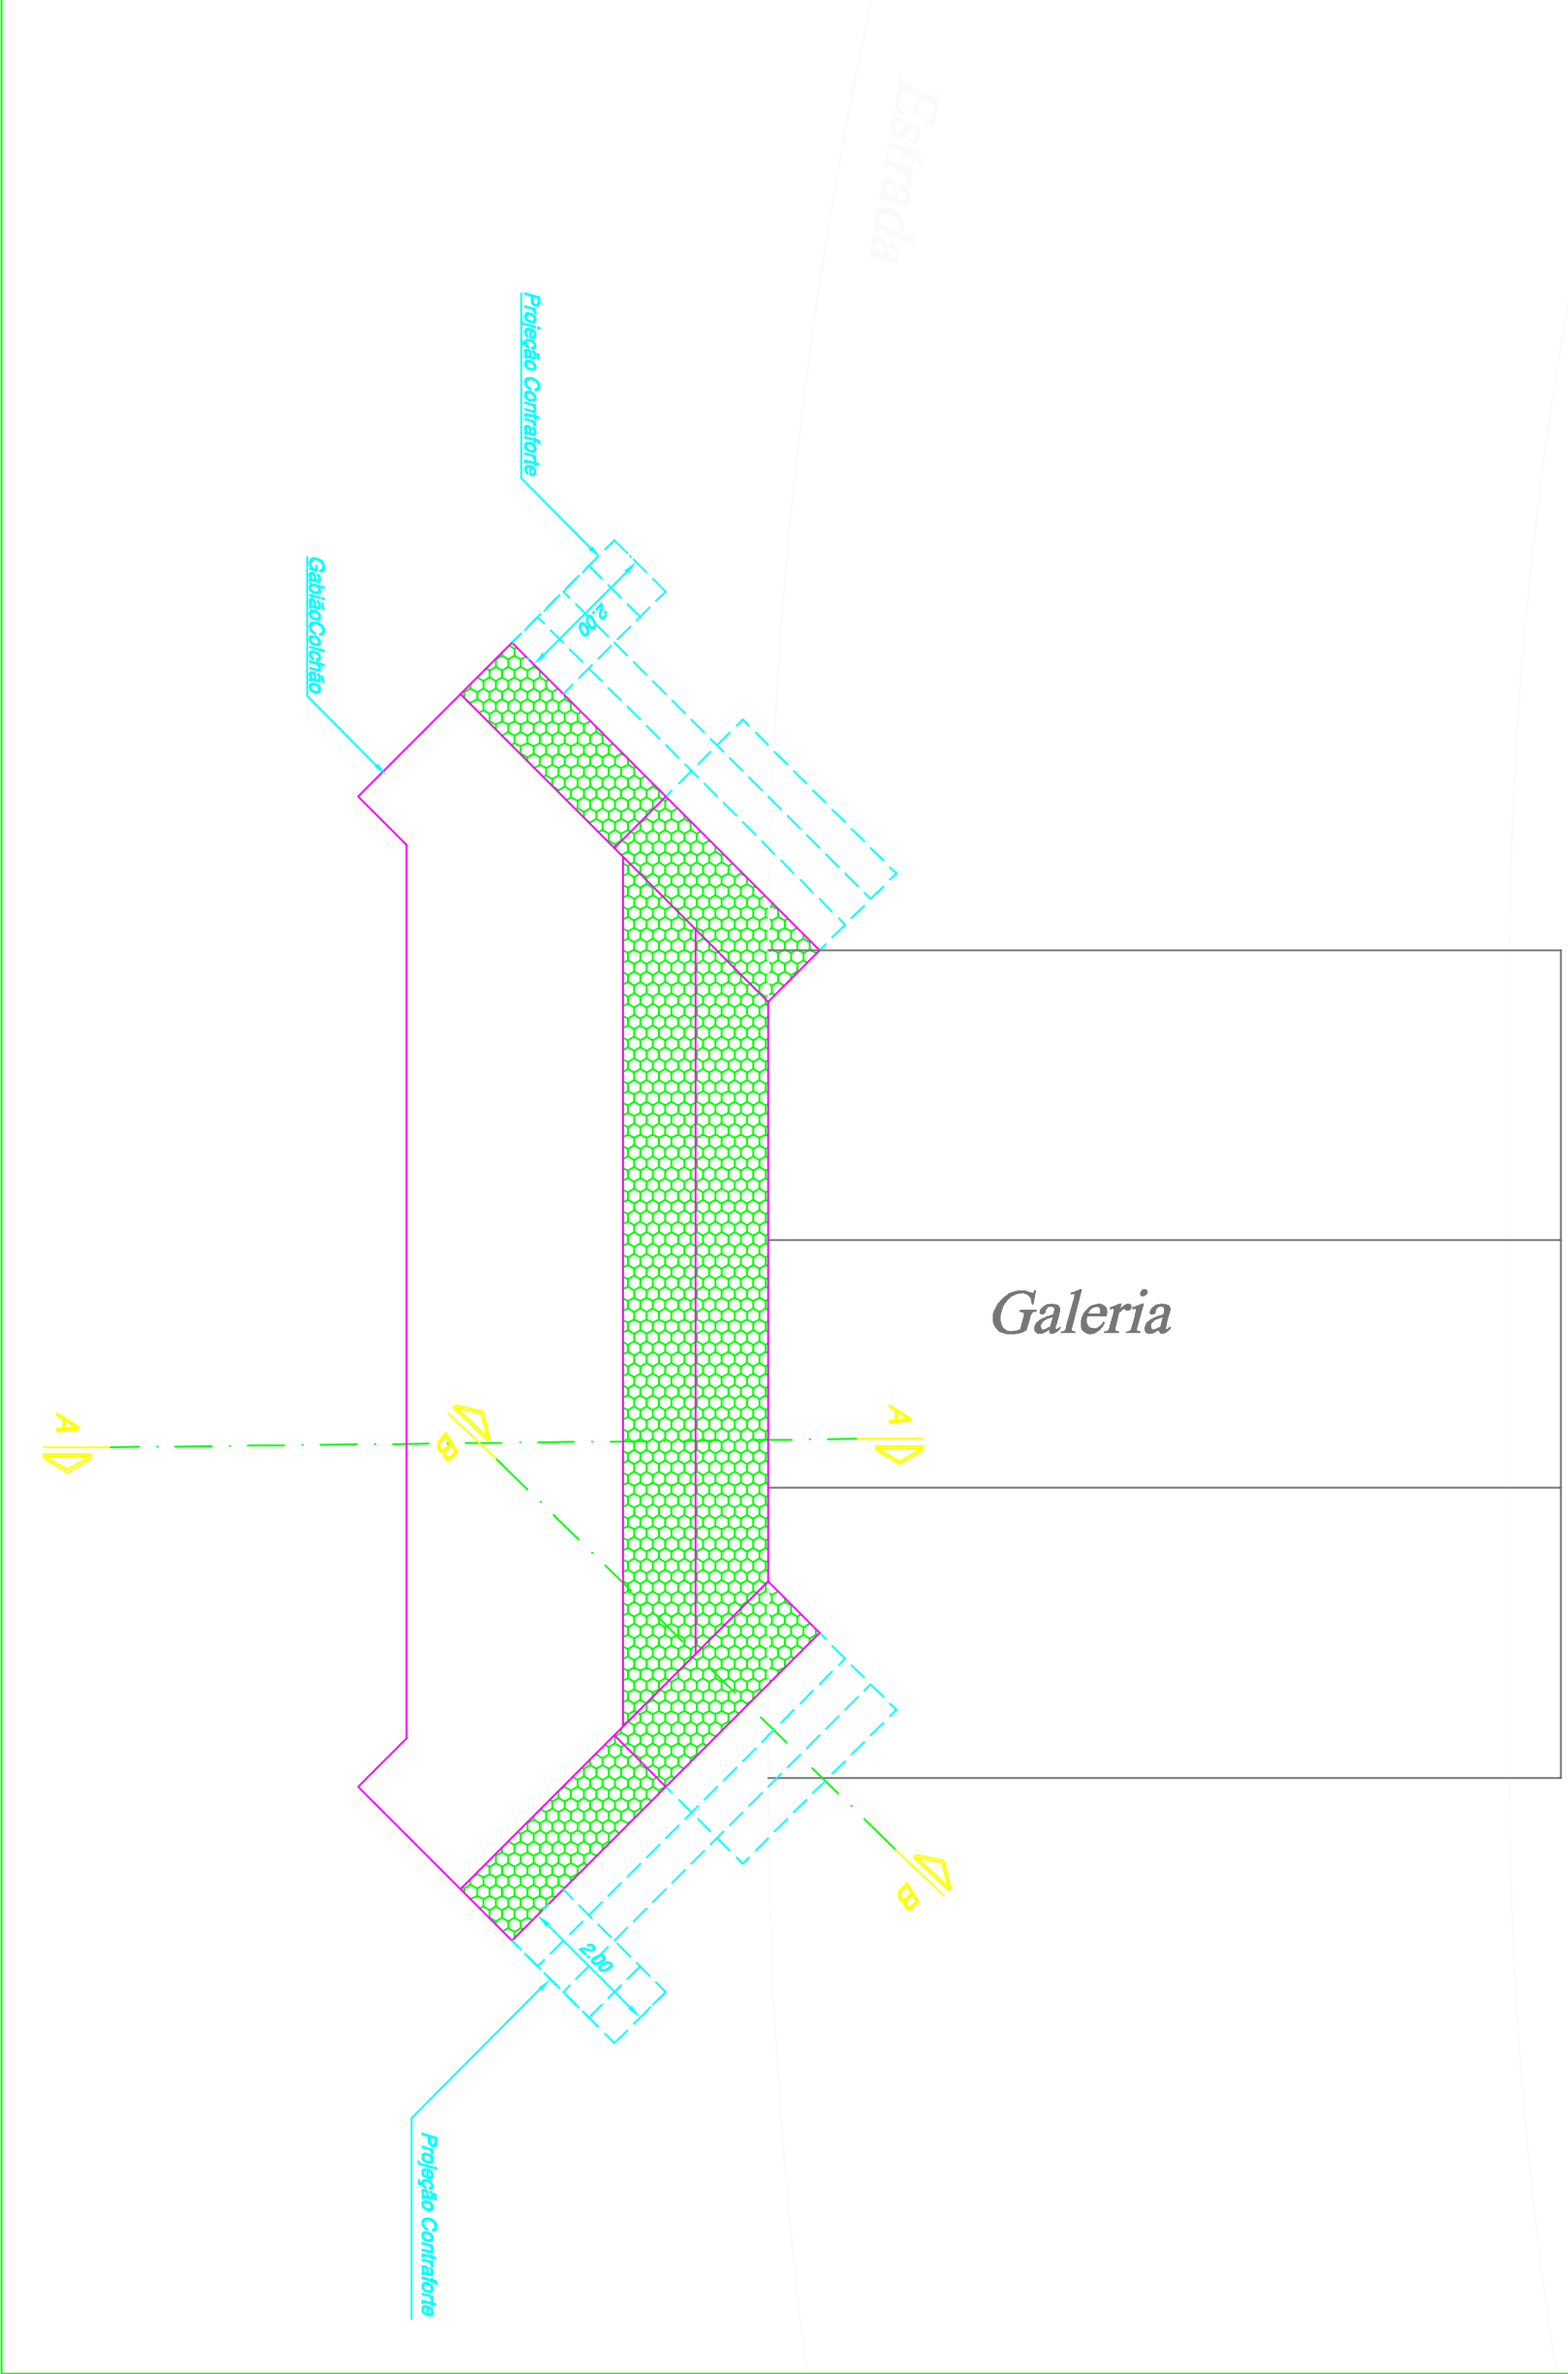 Estrada
Projeção Contraforte
GabiãoColchão
2.00
Galeria
A
A
B
B
2.00
Projeção Contraforte